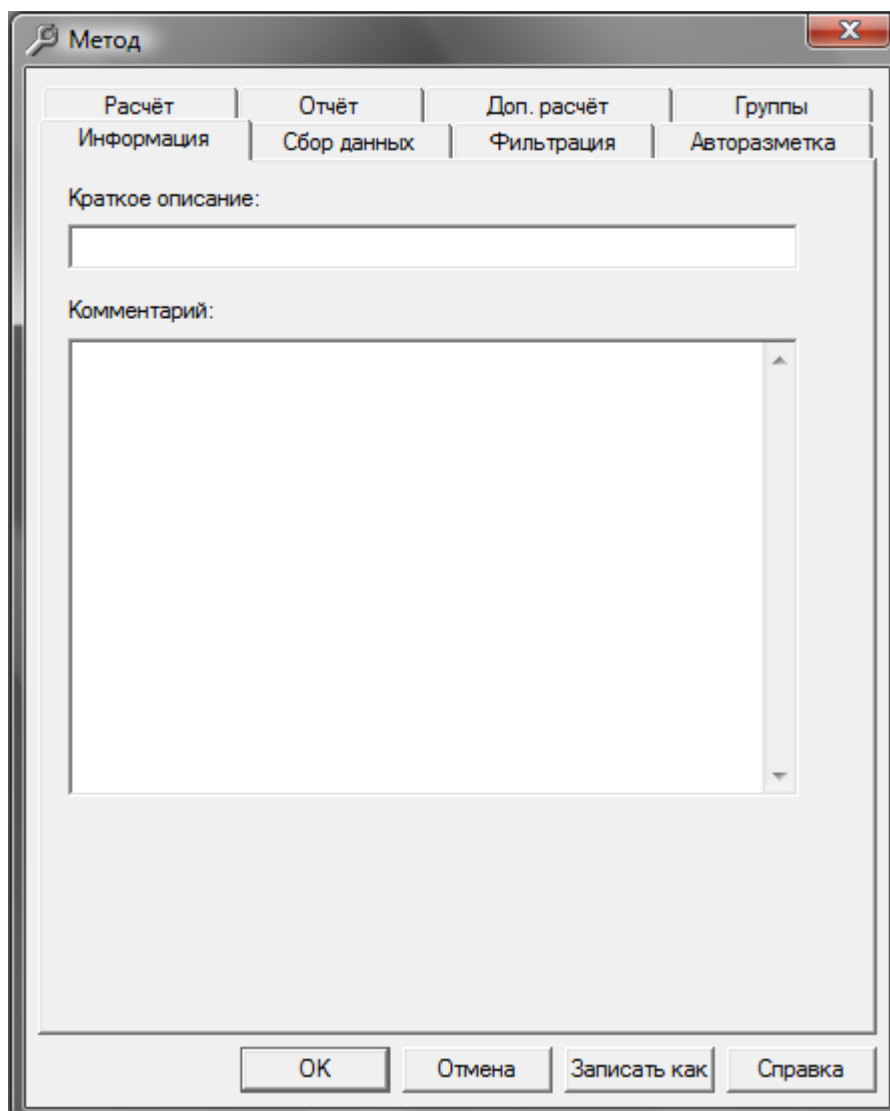 Метод
Расчёт Отчёт Доп. расчёт Группы
Информация Сбор данных Фильтрация Авторазметка
Краткое описание:
Комментарий:
OK Отмена Записать как Справка